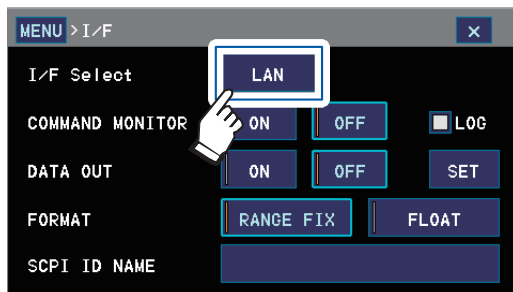 MENU >I/F ×
I/F Select LAN
COMMAND MONITOR ON OFF LOG
DATA OUT ON OFF SET
FORMAT RANGE FIX FLOAT
SCPI ID NAME